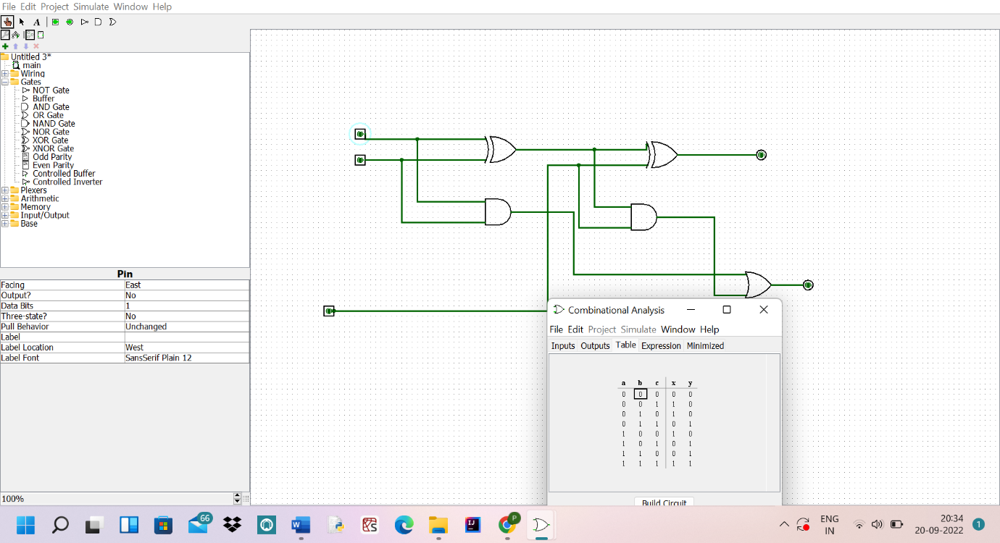 File Edit Project Simulate Window Help
A
Untitled 3*
main
Wiring
Gates
NOT Gate
Buffer
AND Gate
OR Gate
NAND Gate
NOR Gate
XOR Gate
XNOR Gate
Odd Parity
Even Parity
Controlled Buffer
Controlled Inverter
Plexers
Arithmetic
Memory
Input/Output
Base
Pin
Facing East
Output? No
Data Bits 1
Three-state? No
Pull Behavior Unchanged
Label
Label Location West
Label Font SansSerif Plain 12
100%
Combinational Analysis
File Edit Project Simulate Window Help
Inputs Outputs Table Expression Minimized
a b c x y
0 0 0 0 0
0 0 1 1 0
0 1 0 1 0
0 1 1 0 1
1 0 0 1 0
1 0 1 0 1
1 1 0 0 1
1 1 1 1 1
Build Circuit
66
W
KS
IJ
P
ENG
IN
20:34
20-09-2022
1